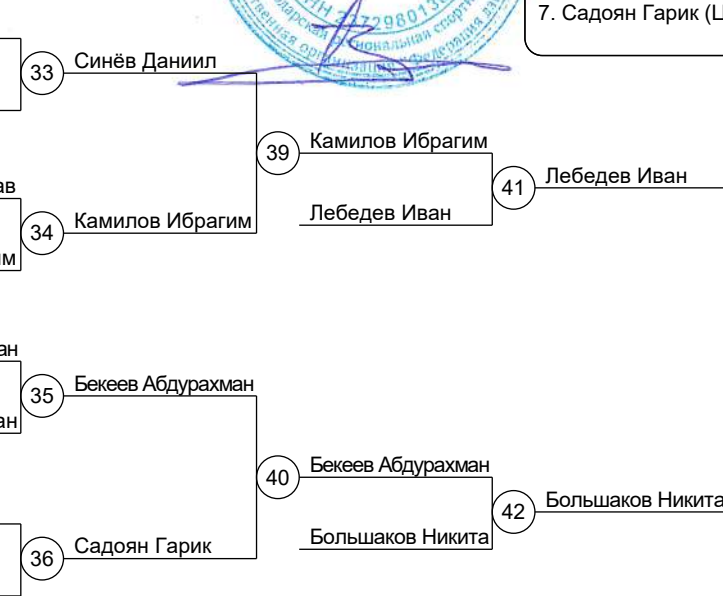 7. Садоян Гарик (Ц
33
Синёв Даниил
39
Камилов Ибрагим
41
Лебедев Иван
34
Камилов Ибрагим
Лебедев Иван
35
Бекеев Абдурахман
40
Бекеев Абдурахман
42
Большаков Никита
36
Садоян Гарик
Большаков Никита